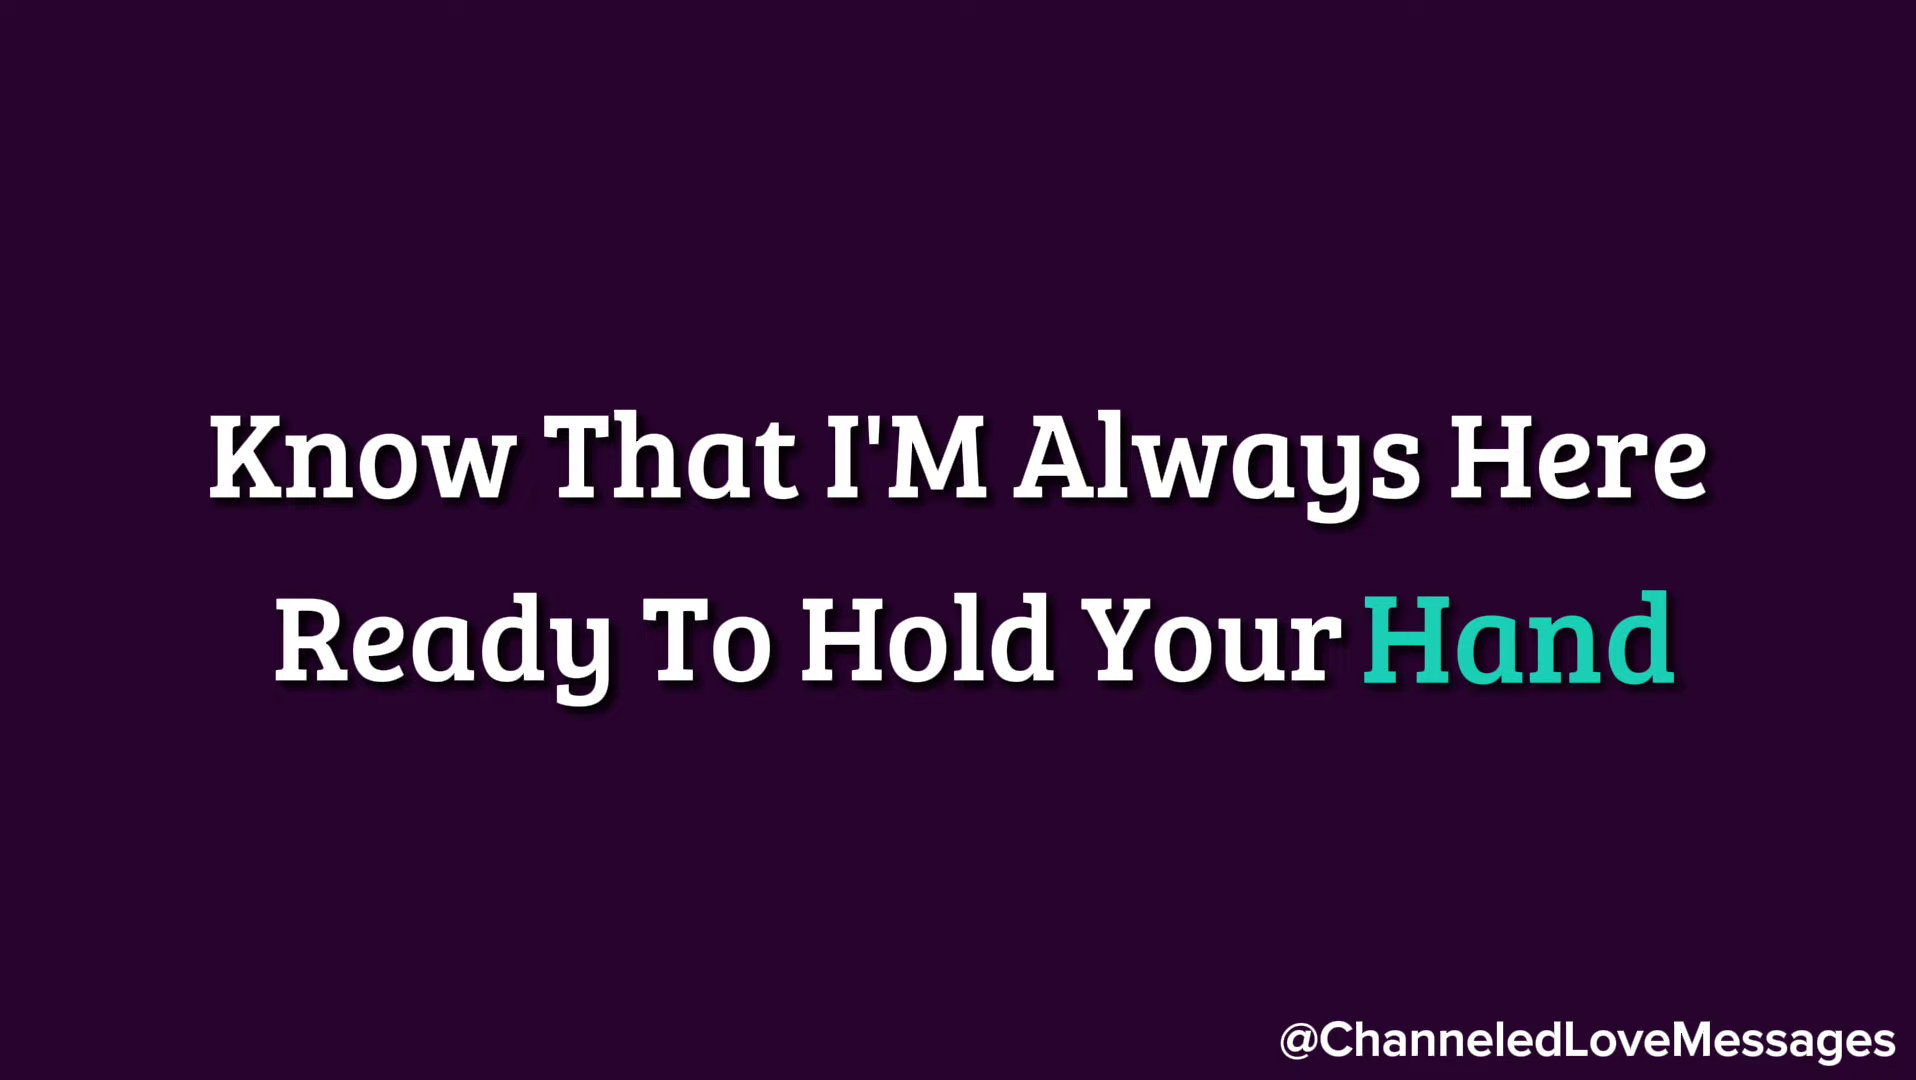 Know That I'M Always Here
Ready To Hold Your Hand
@ChanneledLoveMessages